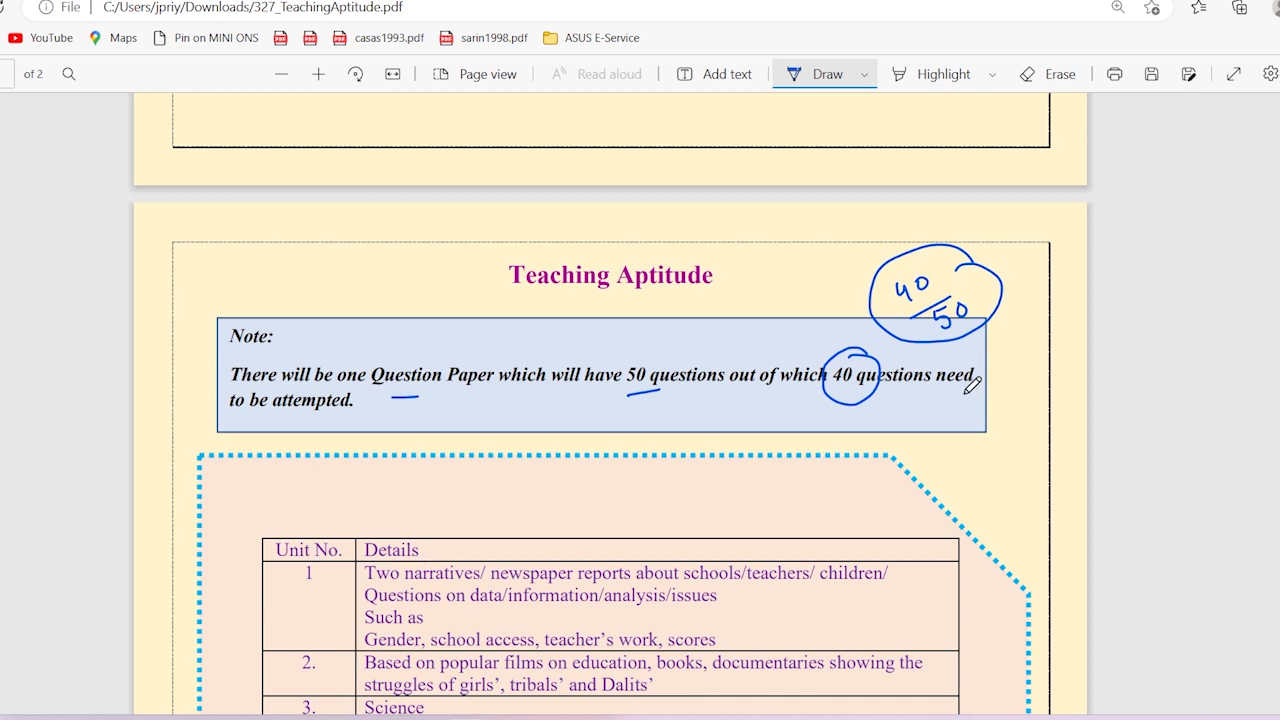 File C:/Users/jpriy/Downloads/327_TeachingAptitude.pdf
YouTube Maps Pin on MINI ONS casas1993.pdf sarin1998.pdf ASUS E-Service
of 2 Page view Read aloud Add text Draw Highlight Erase
Teaching Aptitude
40
/50
Note:
There will be one Question Paper which will have 50 questions out of which 40 questions need
to be attempted.
Unit No. Details
1 Two narratives/ newspaper reports about schools/teachers/ children/
Questions on data/information/analysis/issues
Such as
Gender, school access, teacher’s work, scores
2. Based on popular films on education, books, documentaries showing the
struggles of girls’, tribals’ and Dalits’
3. Science